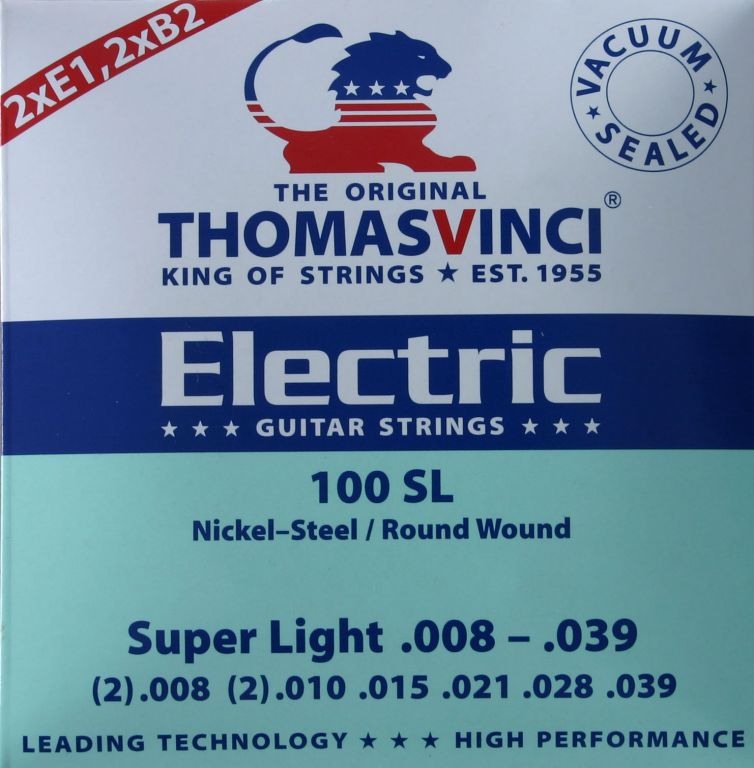 2xE1, 2xB2
VACUUM ★ SEALED ★
THE ORIGINAL
THOMASVINCI®
KING OF STRINGS ★ EST. 1955
Electric
★ ★ ★ GUITAR STRINGS ★ ★ ★
100 SL
Nickel–Steel / Round Wound
Super Light .008 – .039
(2).008 (2).010 .015 .021 .028 .039
LEADING TECHNOLOGY ★ ★ ★ HIGH PERFORMANCE